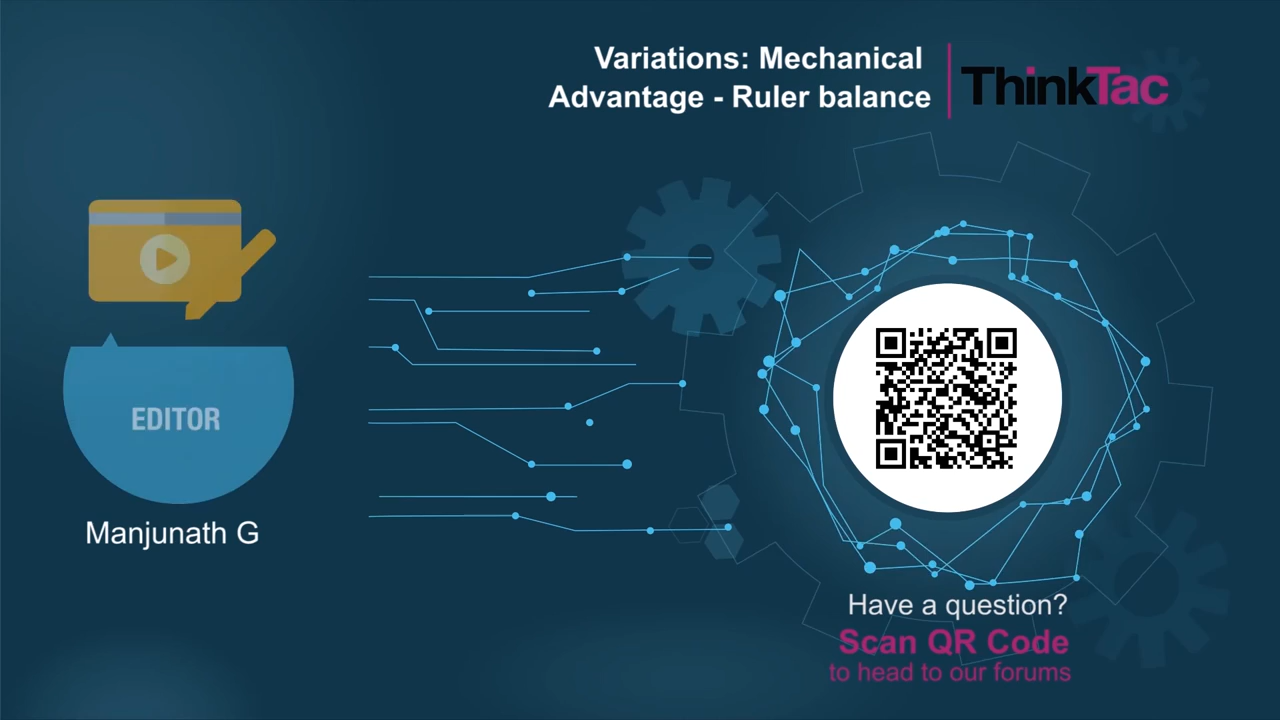 Variations: Mechanical
Advantage - Ruler balance
ThinkTac
EDITOR
Manjunath G
Have a question?
Scan QR Code
to head to our forums